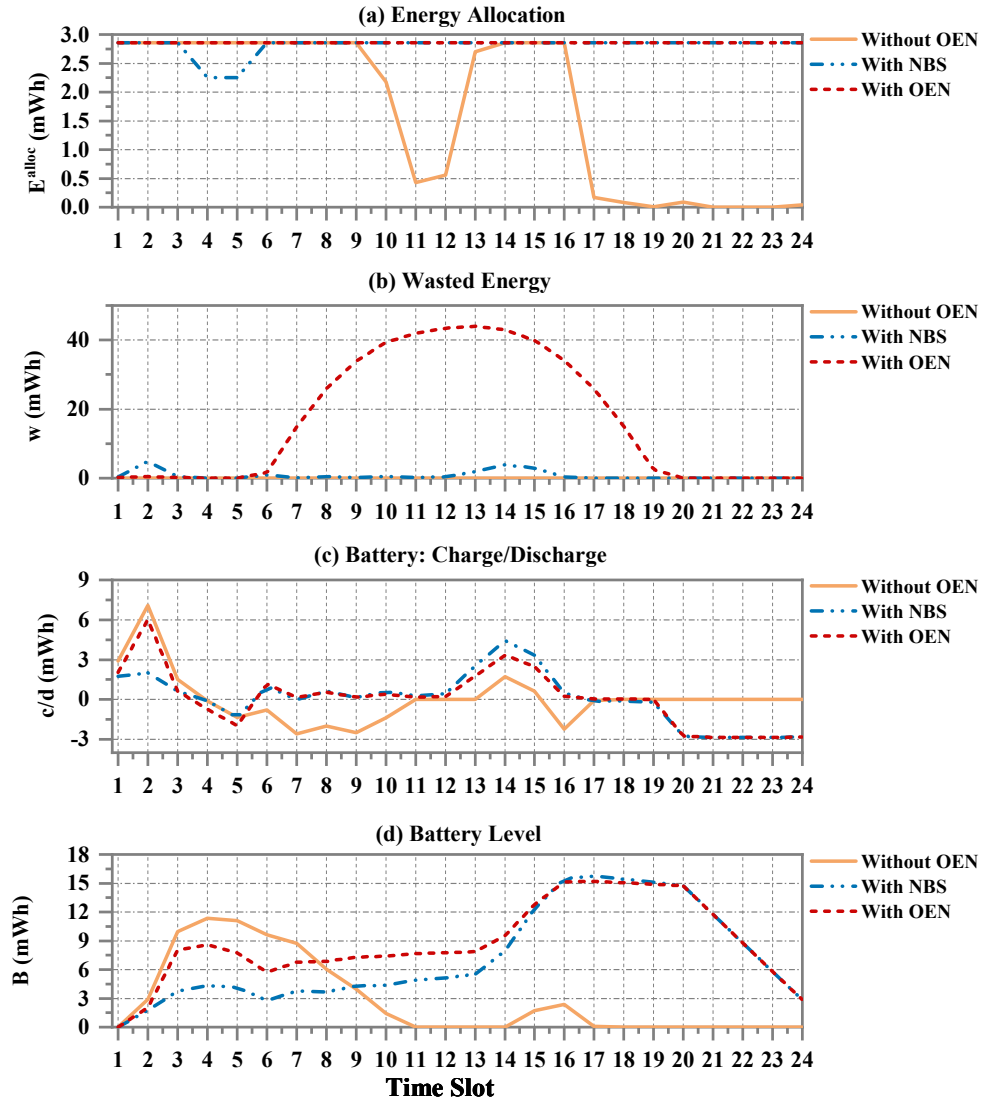 (a) Energy Allocation
3.0
2.5
2.0
1.5
1.0
0.5
0.0
E^alloc (mWh)
1 2 3 4 5 6 7 8 9 10 11 12 13 14 15 16 17 18 19 20 21 22 23 24
Without OEN
With NBS
With OEN
(b) Wasted Energy
40
20
0
w (mWh)
1 2 3 4 5 6 7 8 9 10 11 12 13 14 15 16 17 18 19 20 21 22 23 24
Without OEN
With NBS
With OEN
(c) Battery: Charge/Discharge
9
6
3
0
-3
c/d (mWh)
1 2 3 4 5 6 7 8 9 10 11 12 13 14 15 16 17 18 19 20 21 22 23 24
Without OEN
With NBS
With OEN
(d) Battery Level
18
15
12
9
6
3
0
B (mWh)
1 2 3 4 5 6 7 8 9 10 11 12 13 14 15 16 17 18 19 20 21 22 23 24
Without OEN
With NBS
With OEN
Time Slot